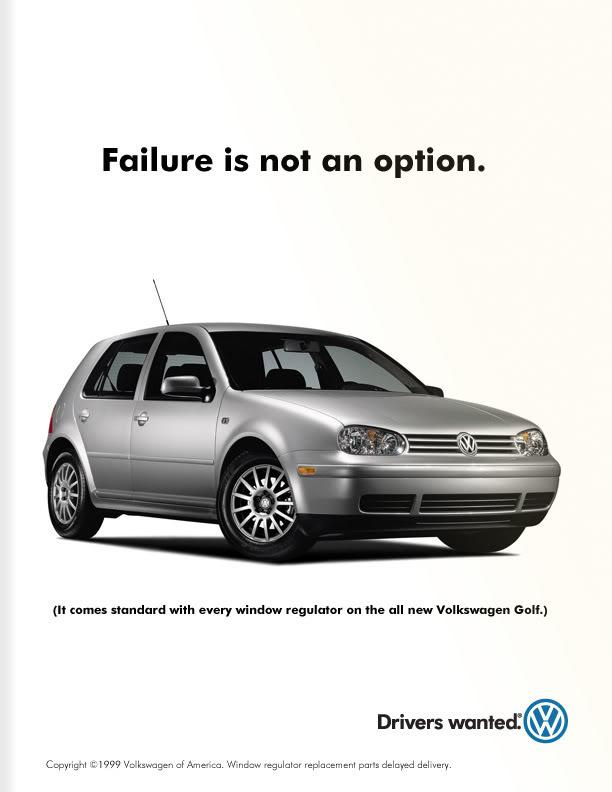 Failure is not an option.
(It comes standard with every window regulator on the all new Volkswagen Golf.)
Drivers wanted.®
Copyright ©1999 Volkswagen of America. Window regulator replacement parts delayed delivery.